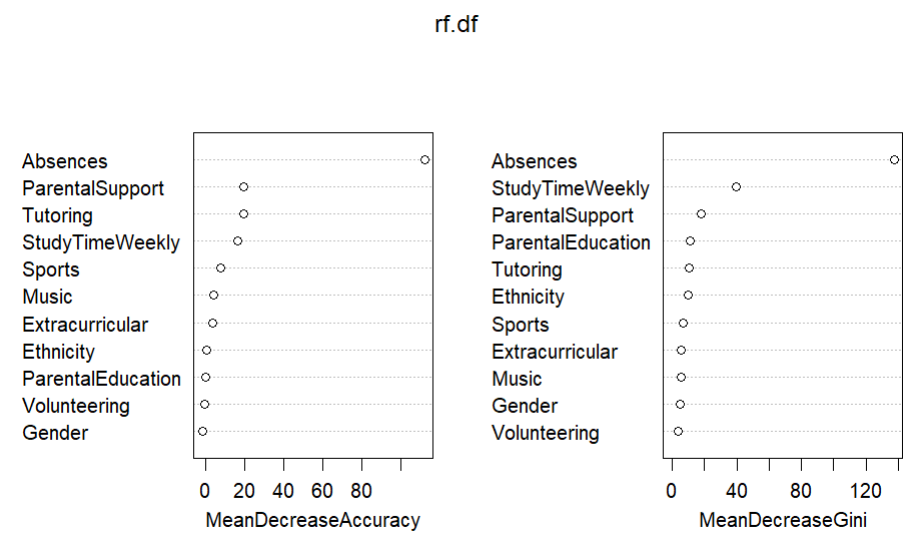 rf.df
Absences
ParentalSupport
Tutoring
StudyTimeWeekly
Sports
Music
Extracurricular
Ethnicity
ParentalEducation
Volunteering
Gender
0 20 40 60 80
MeanDecreaseAccuracy
Absences
StudyTimeWeekly
ParentalSupport
ParentalEducation
Tutoring
Ethnicity
Sports
Extracurricular
Music
Gender
Volunteering
0 40 80 120
MeanDecreaseGini